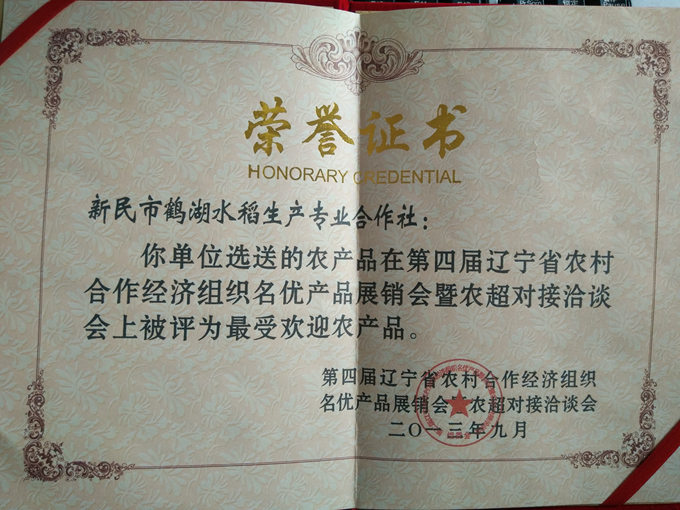 荣誉证书
HONORARY CREDENTIAL
新民市鹤湖水稻生产专业合作社：
你单位选送的农产品在第四届辽宁省农村
合作经济组织名优产品展销会暨农超对接洽谈
会上被评为最受欢迎农产品。
第四届辽宁省农村合作经济组织
名优产品展销会暨农超对接洽谈会
二〇一三年九月